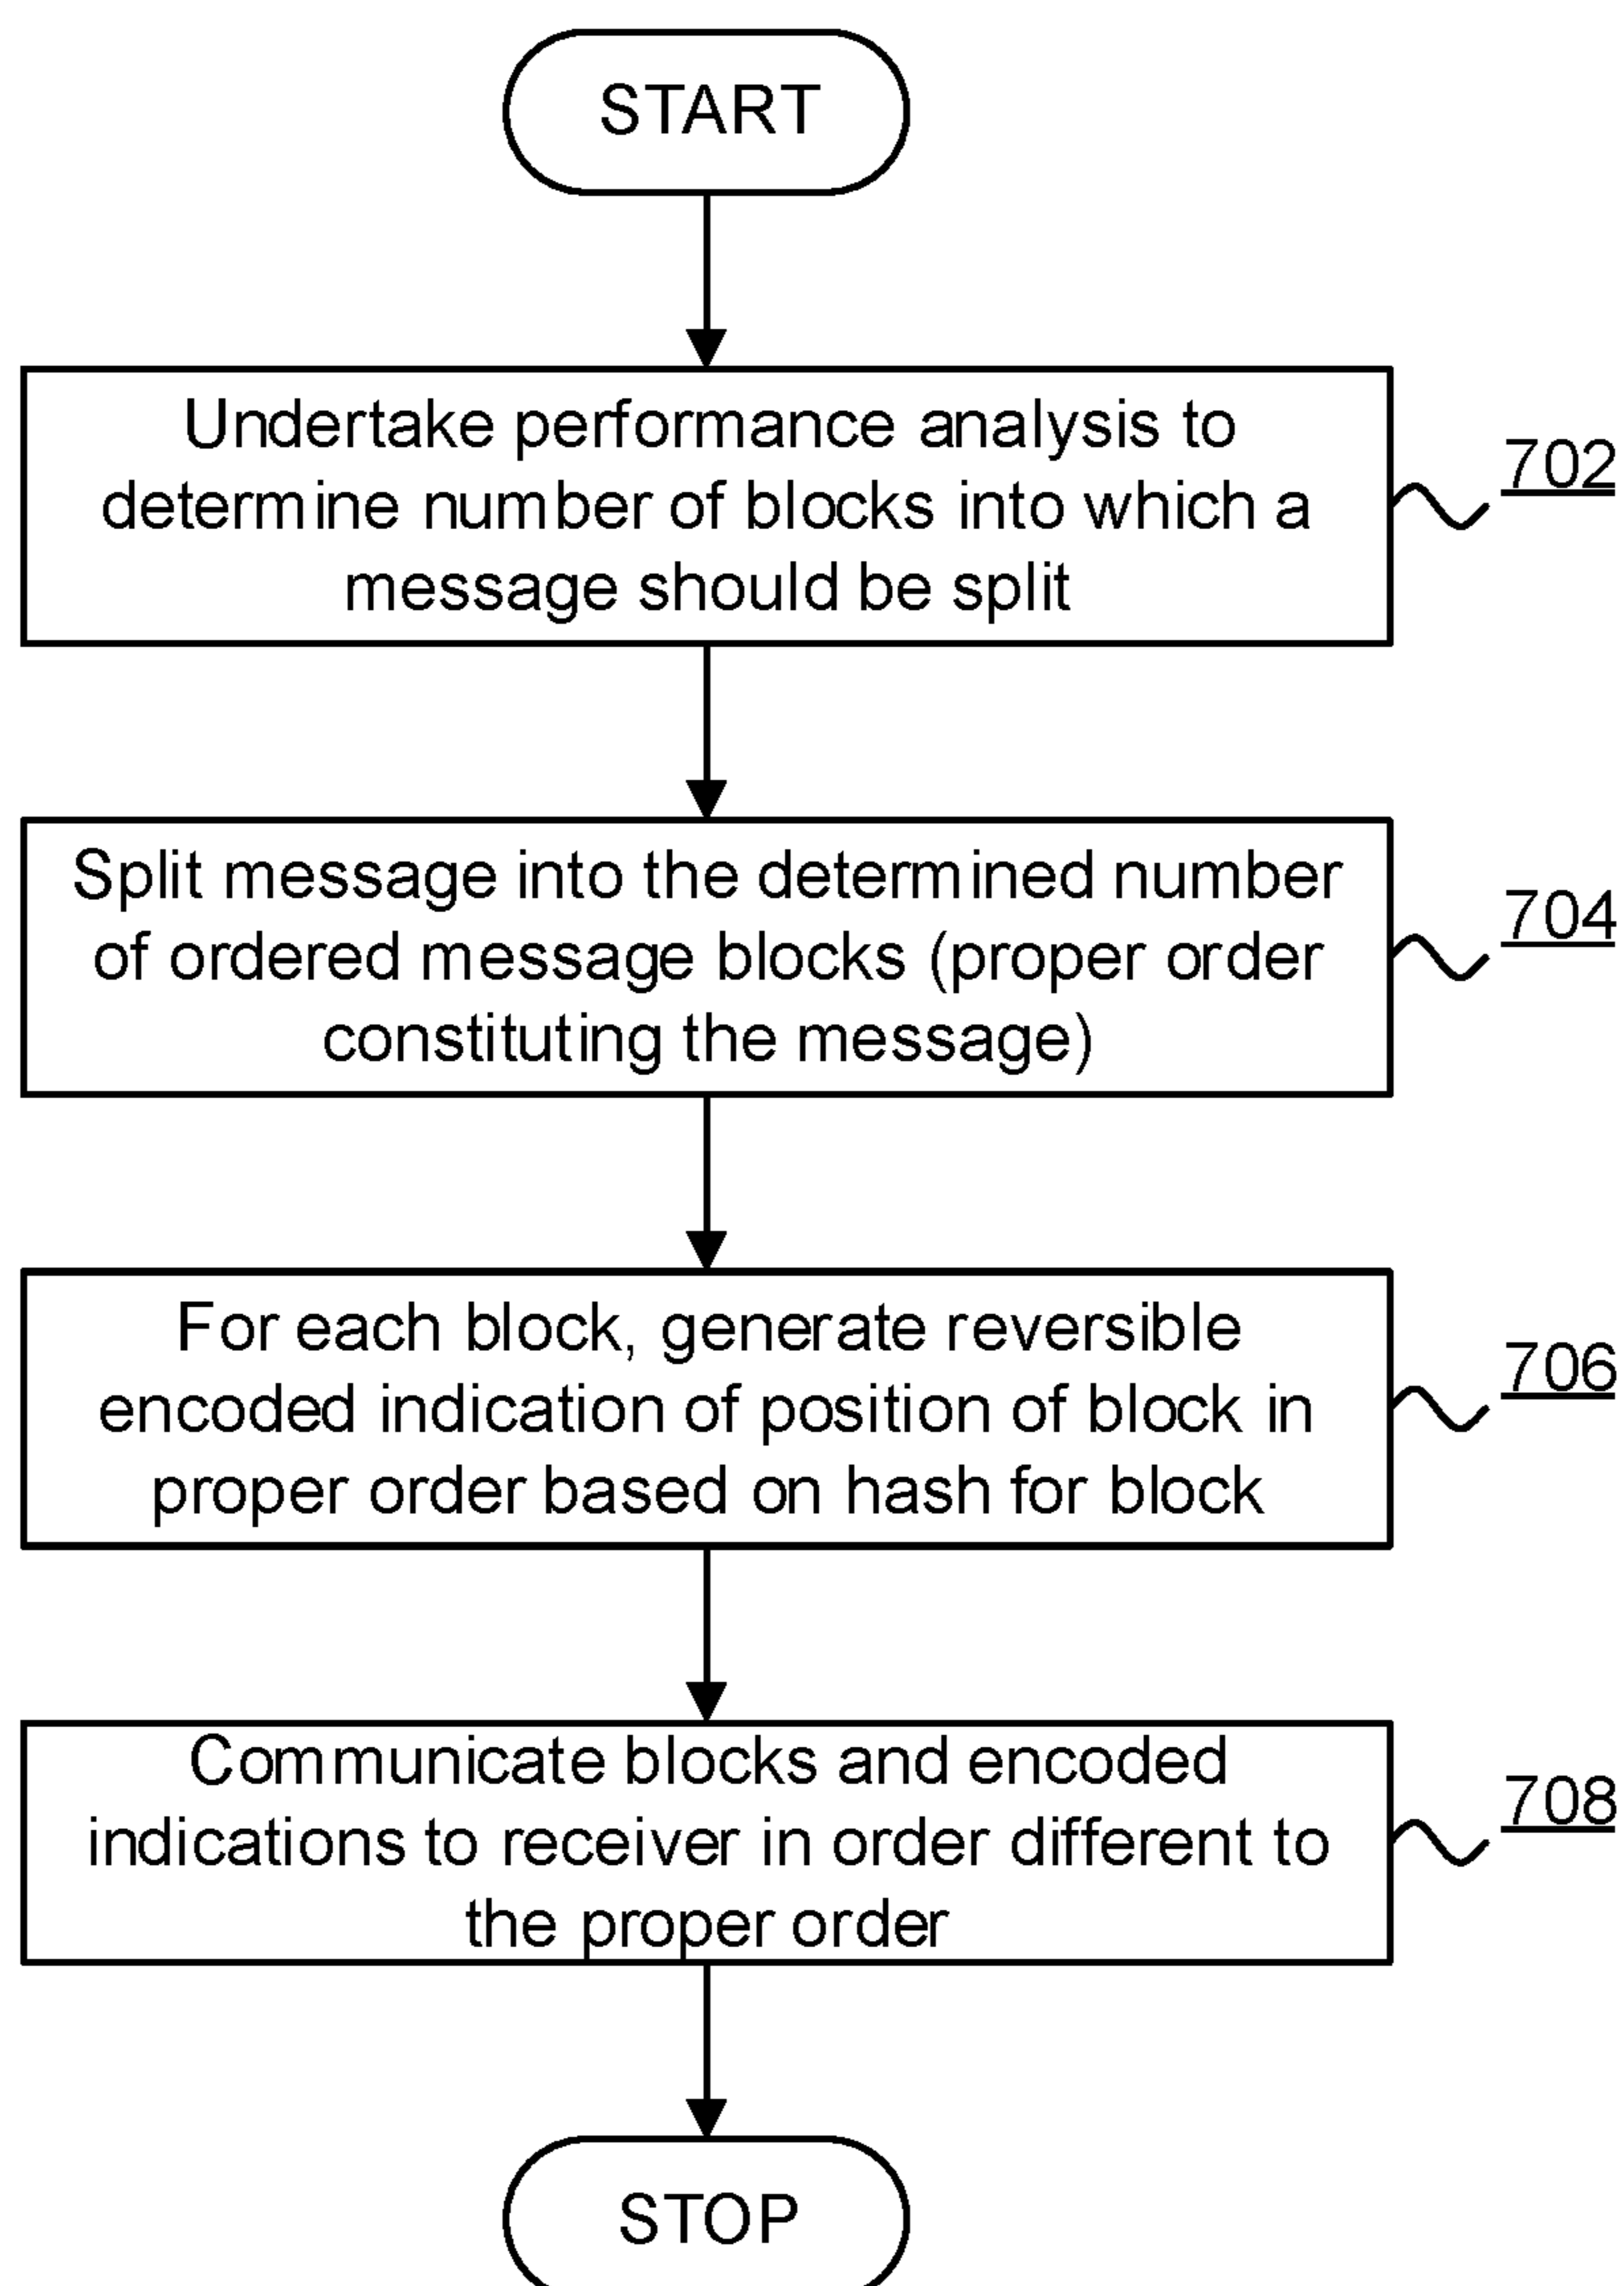 START
Undertake performance analysis to
determine number of blocks into which a
message should be split
702
Split message into the determined number
of ordered message blocks (proper order
constituting the message)
704
For each block, generate reversible
encoded indication of position of block in
proper order based on hash for block
706
Communicate blocks and encoded
indications to receiver in order different to
the proper order
708
STOP